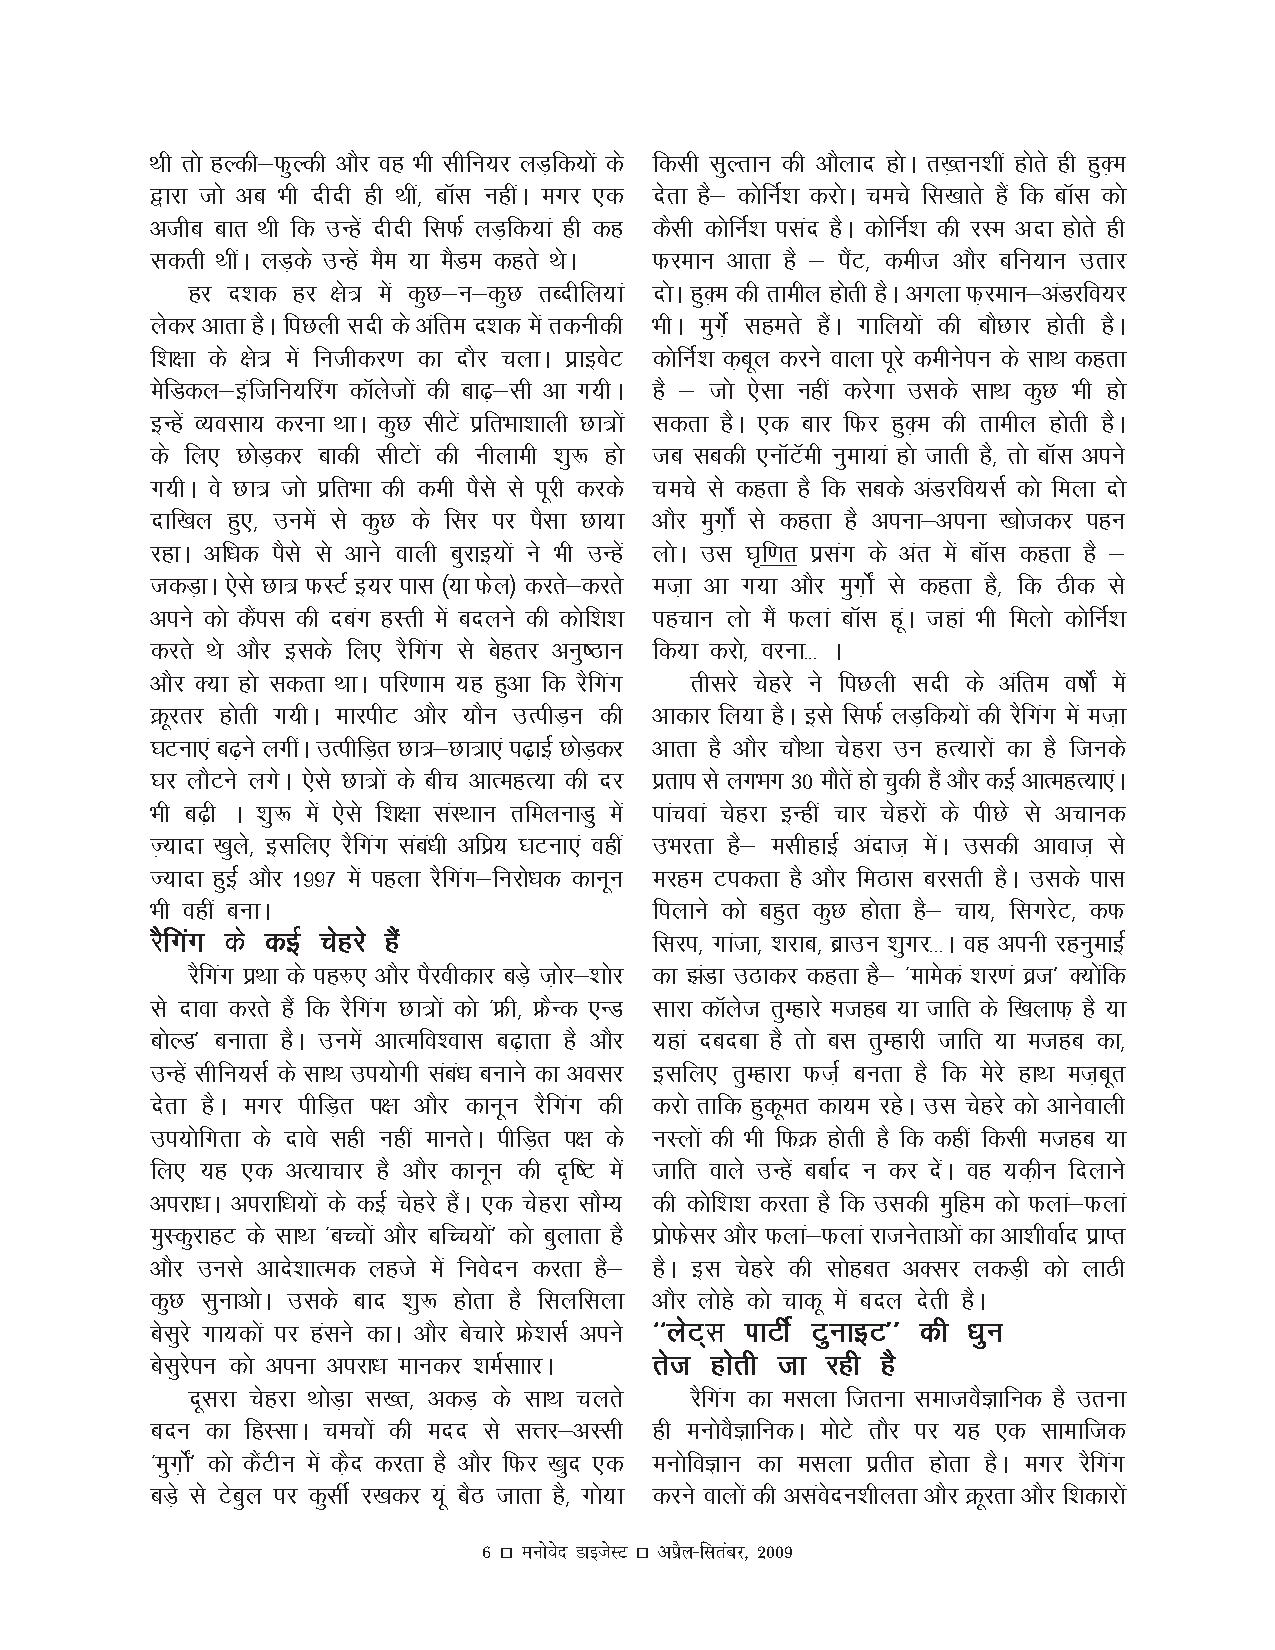 थी तो हल्की–फुल्की और वह भी सीनियर लड़कियों के
द्वारा जो अब भी दीदी ही थीं, बॉस नहीं। मगर एक
अजीब बात थी कि उन्हें दीदी सिर्फ लड़कियां ही कह
सकती थीं। लड़के उन्हें मैम या मैडम कहते थे।
हर दशक हर क्षेत्र में कुछ–न–कुछ तब्दीलियां
लेकर आता है। पिछली सदी के अंतिम दशक में तकनीकी
शिक्षा के क्षेत्र में निजीकरण का दौर चला। प्राइवेट
मेडिकल–इंजिनियरिंग कॉलेजों की बाढ़–सी आ गयी।
इन्हें व्यवसाय करना था। कुछ सीटें प्रतिभाशाली छात्रों
के लिए छोड़कर बाकी सीटों की नीलामी शुरू हो
गयी। वे छात्र जो प्रतिभा की कमी पैसे से पूरी करके
दाखिल हुए, उनमें से कुछ के सिर पर पैसा छाया
रहा। अधिक पैसे से आने वाली बुराइयों ने भी उन्हें
जकड़ा। ऐसे छात्र फर्स्ट इयर पास (या फेल) करते–करते
अपने को कैंपस की दबंग हस्ती में बदलने की कोशिश
करते थे और इसके लिए रैगिंग से बेहतर अनुष्ठान
और क्या हो सकता था। परिणाम यह हुआ कि रैगिंग
क्रूरतर होती गयी। मारपीट और यौन उत्पीड़न की
घटनाएं बढ़ने लगीं। उत्पीड़ित छात्र–छात्राएं पढ़ाई छोड़कर
घर लौटने लगे। ऐसे छात्रों के बीच आत्महत्या की दर
भी बढ़ी । शुरू में ऐसे शिक्षा संस्थान तमिलनाडु में
ज़्यादा खुले, इसलिए रैगिंग संबंधी अप्रिय घटनाएं वहीं
ज्यादा हुई और 1997 में पहला रैगिंग–निरोधक कानून
भी वहीं बना।
रैगिंग के कई चेहरे हैं
रैगिंग प्रथा के पहरुए और पैरवीकार बड़े ज़ोर–शोर
से दावा करते हैं कि रैगिंग छात्रों को ‘फ्री, फ्रैन्क एन्ड
बोल्ड’ बनाता है। उनमें आत्मविश्वास बढ़ाता है और
उन्हें सीनियर्स के साथ उपयोगी संबंध बनाने का अवसर
देता है। मगर पीड़ित पक्ष और कानून रैगिंग की
उपयोगिता के दावे सही नहीं मानते। पीड़ित पक्ष के
लिए यह एक अत्याचार है और कानून की दृष्टि में
अपराध। अपराधियों के कई चेहरे हैं। एक चेहरा सौम्य
मुस्कुराहट के साथ ‘बच्चों और बच्चियों’ को बुलाता है
और उनसे आदेशात्मक लहजे में निवेदन करता है–
कुछ सुनाओ। उसके बाद शुरू होता है सिलसिला
बेसुरे गायकों पर हंसने का। और बेचारे फ्रेशर्स अपने
बेसुरेपन को अपना अपराध मानकर शर्मसाार।
दूसरा चेहरा थोड़ा सख्त, अकड़ के साथ चलते
बदन का हिस्सा। चमचों की मदद से सत्तर–अस्सी
‘मुर्गों’ को कैंटीन में क़ैद करता है और फिर खुद एक
बड़े से टेबुल पर कुर्सी रखकर यूं बैठ जाता है, गोया
किसी सुल्तान की औलाद हो। तख़्तनशीं होते ही हुक़्म
देता है– कोर्निश करो। चमचे सिखाते हैं कि बॉस को
कैसी कोर्निश पसंद है। कोर्निश की रस्म अदा होते ही
फरमान आता है – पैंट, कमीज और बनियान उतार
दो। हुक़्म की तामील होती है। अगला फ़रमान–अंडरवियर
भी। मुर्ग़े सहमते हैं। गालियों की बौछार होती है।
कोर्निश क़बूल करने वाला पूरे कमीनेपन के साथ कहता
है – जो ऐसा नहीं करेगा उसके साथ कुछ भी हो
सकता है। एक बार फिर हुक़्म की तामील होती है।
जब सबकी एनॉटॅमी नुमायां हो जाती है, तो बॉस अपने
चमचे से कहता है कि सबके अंडरवियर्स को मिला दो
और मुर्ग़ों से कहता है अपना–अपना खोजकर पहन
लो। उस घृणित प्रसंग के अंत में बॉस कहता है –
मज़ा आ गया और मुर्ग़ों से कहता है, कि ठीक से
पहचान लो मैं फलां बॉस हूं। जहां भी मिलो कोर्निश
किया करो, वरना... ।
तीसरे चेहरे ने पिछली सदी के अंतिम वर्षों में
आकार लिया है। इसे सिर्फ लड़कियों की रैगिंग में मज़ा
आता है और चौथा चेहरा उन हत्यारों का है जिनके
प्रताप से लगभग 30 मौतें हो चुकी हैं और कई आत्महत्याएं।
पांचवां चेहरा इन्हीं चार चेहरों के पीछे से अचानक
उभरता है– मसीहाई अंदाज़ में। उसकी आवाज़ से
मरहम टपकता है और मिठास बरसती है। उसके पास
पिलाने को बहुत कुछ होता है– चाय, सिगरेट, कफ
सिरप, गांजा, शराब, ब्राउन शुगर...। वह अपनी रहनुमाई
का झंडा उठाकर कहता है– ‘मामेकं शरणं व्रज’ क्योंकि
सारा कॉलेज तुम्हारे मजहब या जाति के खिलाफ़ है या
यहां दबदबा है तो बस तुम्हारी जाति या मजहब का,
इसलिए तुम्हारा फर्ज़ बनता है कि मेरे हाथ मज़बूत
करो ताकि हुकूमत कायम रहे। उस चेहरे को आनेवाली
नस्लों की भी फिक्र होती है कि कहीं किसी मजहब या
जाति वाले उन्हें बर्बाद न कर दें। वह यक़ीन दिलाने
की कोशिश करता है कि उसकी मुहिम को फलां–फलां
प्रोफेसर और फलां–फलां राजनेताओं का आशीर्वाद प्राप्त
है। इस चेहरे की सोहबत अक्सर लकड़ी को लाठी
और लोहे को चाकू में बदल देती है।
“लेट्स पार्टी टुनाइट” की धुन
तेज होती जा रही है
रैगिंग का मसला जितना समाजवैज्ञानिक है उतना
ही मनोवैज्ञानिक। मोटे तौर पर यह एक सामाजिक
मनोविज्ञान का मसला प्रतीत होता है। मगर रैगिंग
करने वालों की असंवेदनशीलता और क्रूरता और शिकारों
6 □ मनोवेद डाइजेस्ट □ अप्रैल-सितंबर, 2009